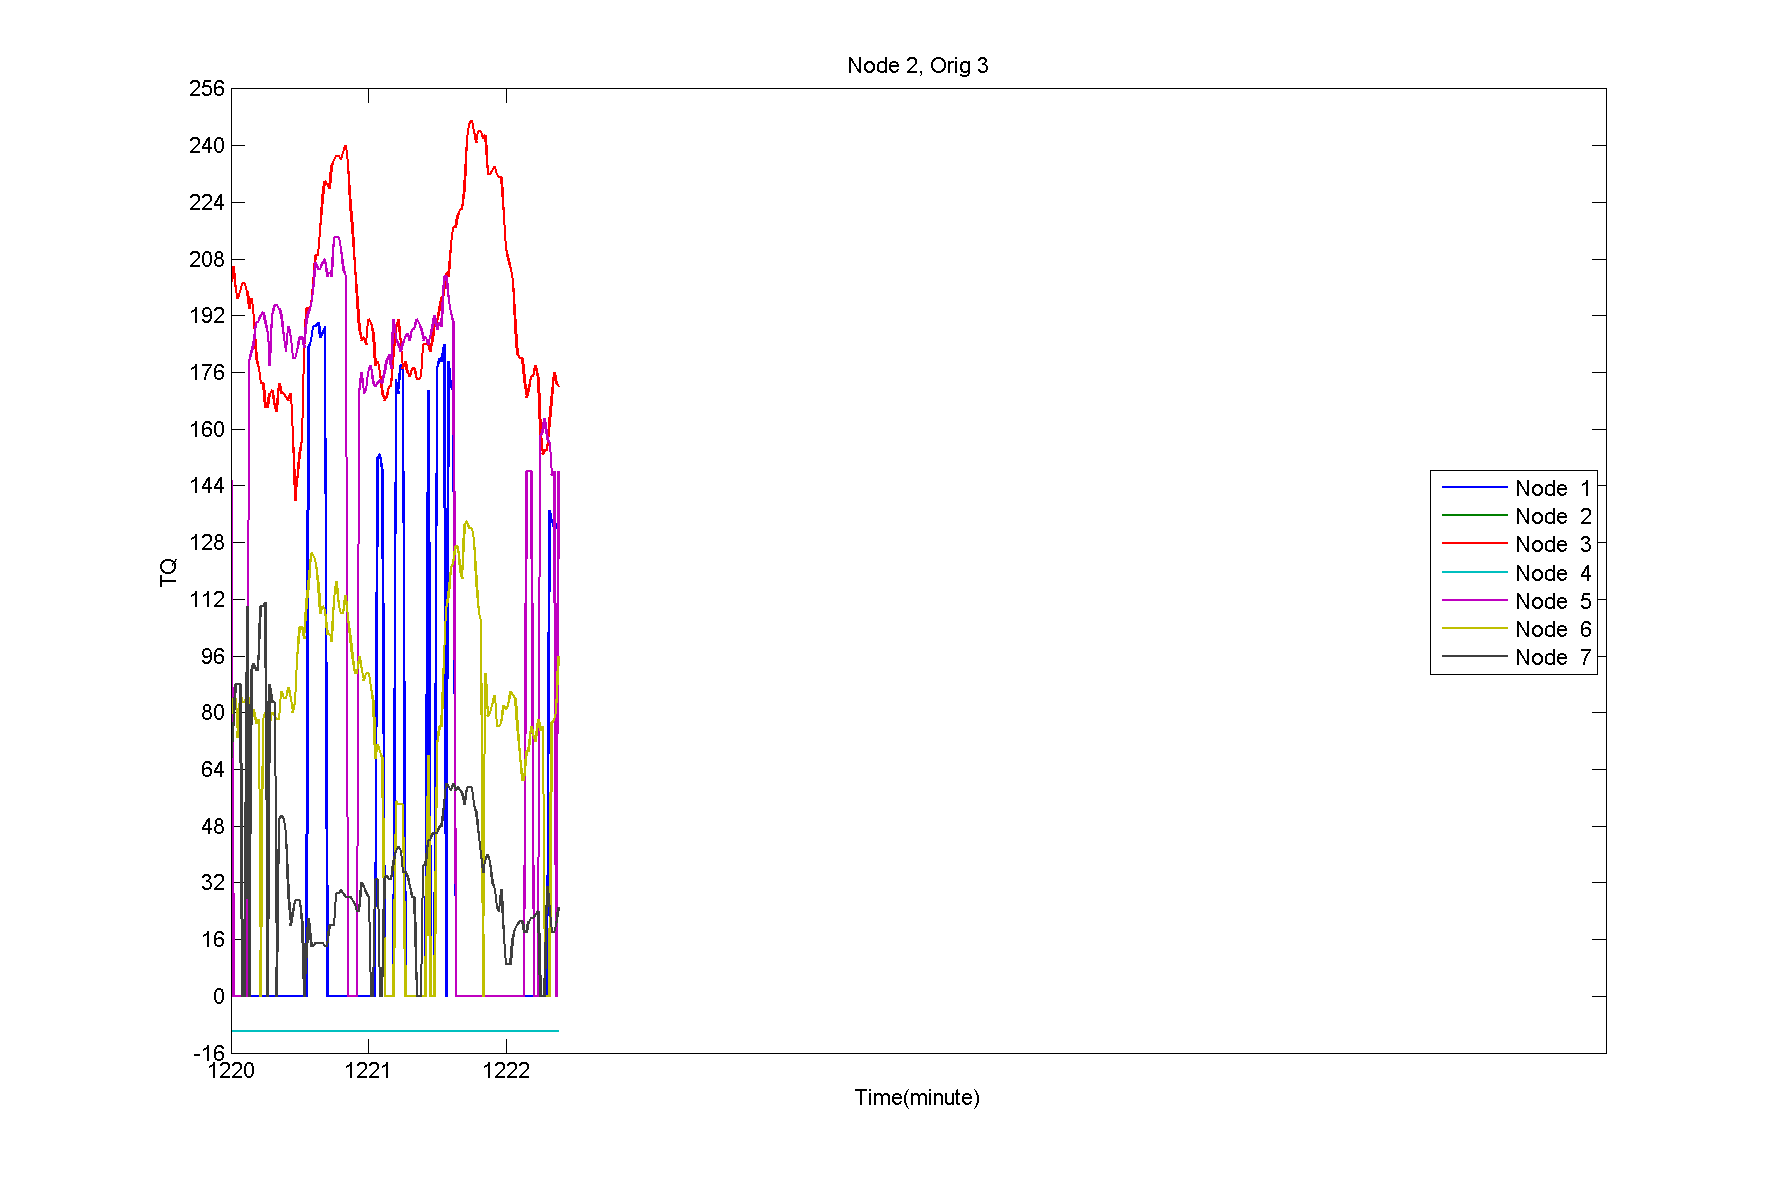 Node 2, Orig 3
256
240
224
208
192
176
160
144
128
112
96
80
64
48
32
16
0
-16
TQ
1220 1221 1222
Time(minute)
Node 1
Node 2
Node 3
Node 4
Node 5
Node 6
Node 7